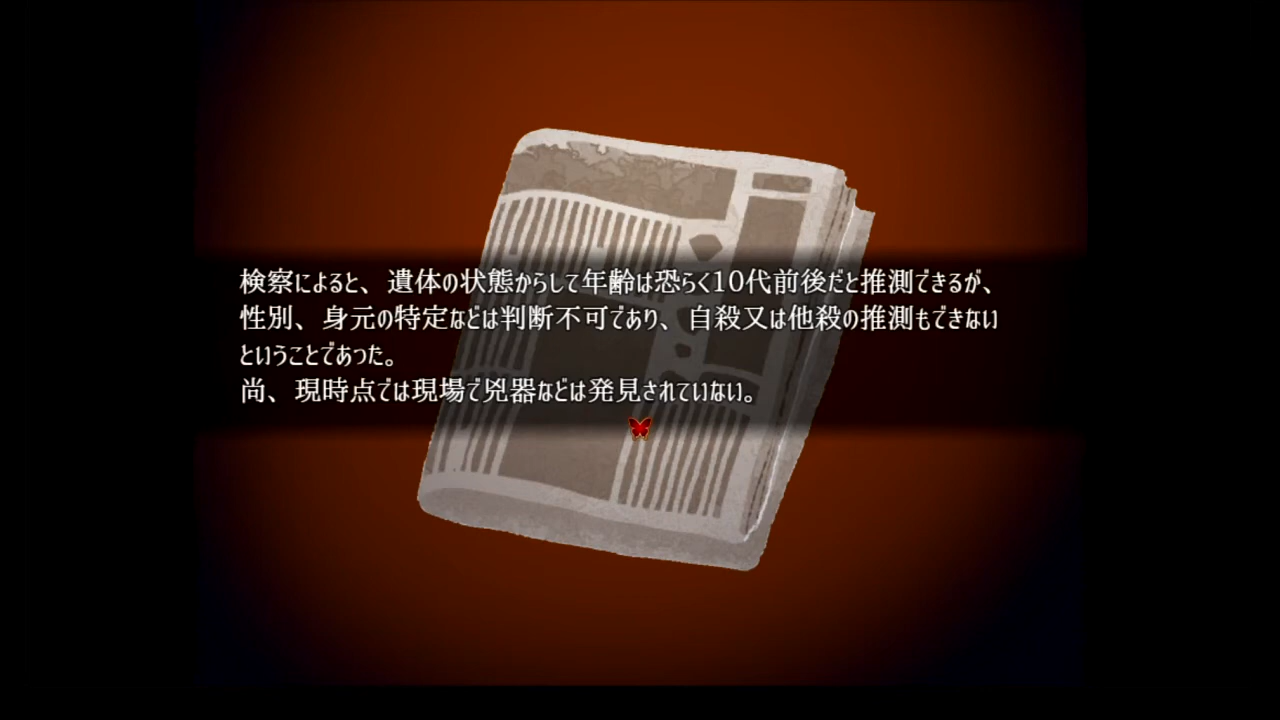 検察によると、遺体の状態からして年齢は恐らく10代前後だと推測できるが、
性別、身元の特定などは判断不可であり、自殺又は他殺の推測もできない
ということであった。
尚、現時点では現場で凶器などは発見されていない。